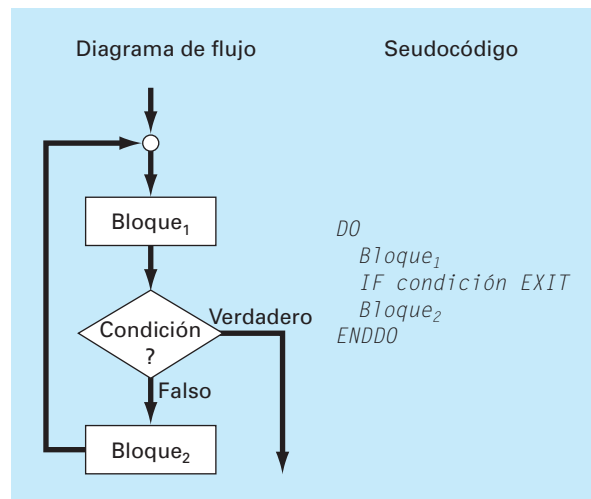 Diagrama de flujo
Seudocódigo
Bloque₁
Condición
?
Verdadero
Falso
Bloque₂
DO
Bloque₁
IF condición EXIT
Bloque₂
ENDDO